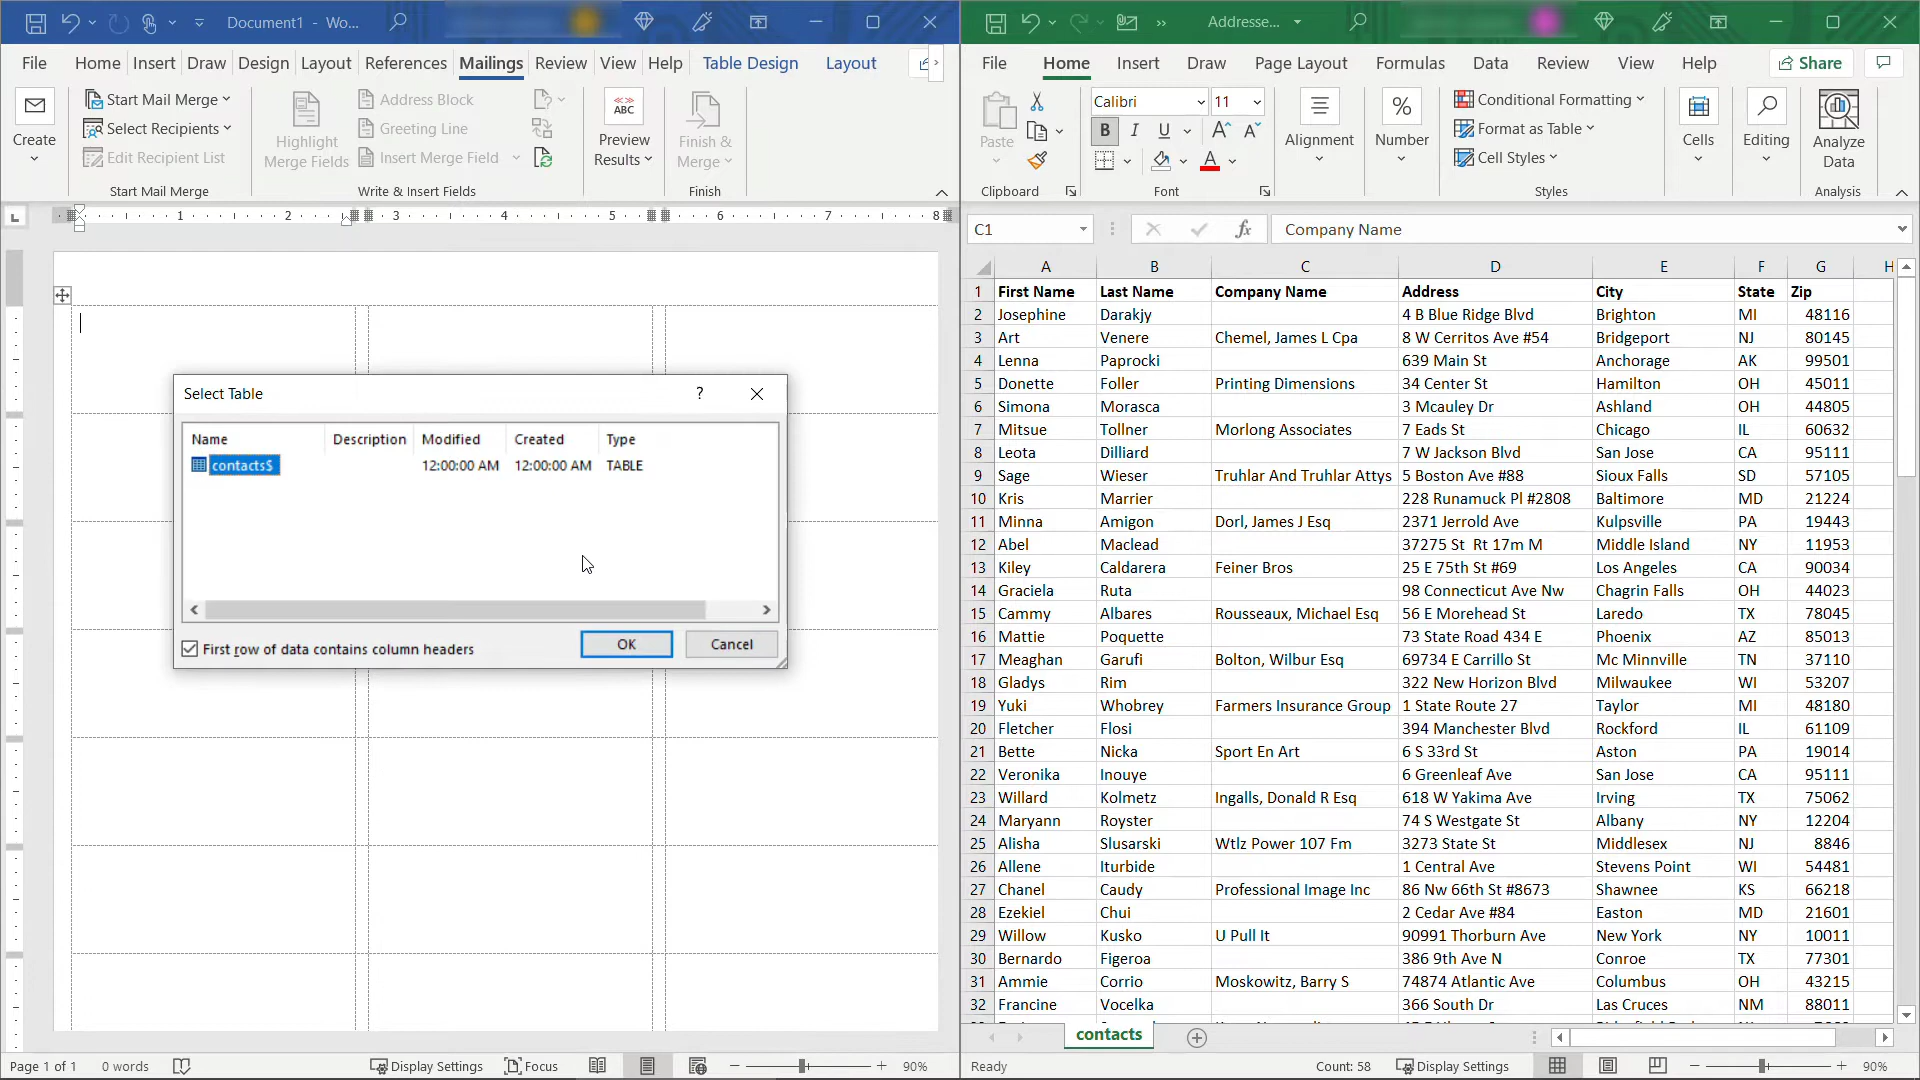 Document1 - Wo...
File Home Insert Draw Design Layout References Mailings Review View Help Table Design Layout
Create
Start Mail Merge
Select Recipients
Edit Recipient List
Start Mail Merge
Highlight
Merge Fields
Address Block
Greeting Line
Insert Merge Field
Write & Insert Fields
ABC
Preview
Results
Finish &
Merge
Finish
L
1 2 3 4 5 6 7 8
Select Table ?
Name Description Modified Created Type
contacts$ 12:00:00 AM 12:00:00 AM TABLE
First row of data contains column headers
OK
Cancel
Page 1 of 1 0 words Display Settings Focus 90%
Addresse...
File Home Insert Draw Page Layout Formulas Data Review View Help Share
Paste
Clipboard
Calibri 11
B I U A A
A
Font
Alignment
%
Number
Conditional Formatting
Format as Table
Cell Styles
Styles
Cells
Editing
Analyze
Data
Analysis
C1 fx Company Name
A B C D E F G H
1 First Name Last Name Company Name Address City State Zip
2 Josephine Darakjy 4 B Blue Ridge Blvd Brighton MI 48116
3 Art Venere Chemel, James L Cpa 8 W Cerritos Ave #54 Bridgeport NJ 80145
4 Lenna Paprocki 639 Main St Anchorage AK 99501
5 Donette Foller Printing Dimensions 34 Center St Hamilton OH 45011
6 Simona Morasca 3 Mcauley Dr Ashland OH 44805
7 Mitsue Tollner Morlong Associates 7 Eads St Chicago IL 60632
8 Leota Dilliard 7 W Jackson Blvd San Jose CA 95111
9 Sage Wieser Truhlar And Truhlar Attys 5 Boston Ave #88 Sioux Falls SD 57105
10 Kris Marrier 228 Runamuck Pl #2808 Baltimore MD 21224
11 Minna Amigon Dorl, James J Esq 2371 Jerrold Ave Kulpsville PA 19443
12 Abel Maclead 37275 St Rt 17m M Middle Island NY 11953
13 Kiley Caldarera Feiner Bros 25 E 75th St #69 Los Angeles CA 90034
14 Graciela Ruta 98 Connecticut Ave Nw Chagrin Falls OH 44023
15 Cammy Albares Rousseaux, Michael Esq 56 E Morehead St Laredo TX 78045
16 Mattie Poquette 73 State Road 434 E Phoenix AZ 85013
17 Meaghan Garufi Bolton, Wilbur Esq 69734 E Carrillo St Mc Minnville TN 37110
18 Gladys Rim 322 New Horizon Blvd Milwaukee WI 53207
19 Yuki Whobrey Farmers Insurance Group 1 State Route 27 Taylor MI 48180
20 Fletcher Flosi 394 Manchester Blvd Rockford IL 61109
21 Bette Nicka Sport En Art 6 S 33rd St Aston PA 19014
22 Veronika Inouye 6 Greenleaf Ave San Jose CA 95111
23 Willard Kolmetz Ingalls, Donald R Esq 618 W Yakima Ave Irving TX 75062
24 Maryann Royster 74 S Westgate St Albany NY 12204
25 Alisha Slusarski Wtlz Power 107 Fm 3273 State St Middlesex NJ 8846
26 Allene Iturbide 1 Central Ave Stevens Point WI 54481
27 Chanel Caudy Professional Image Inc 86 Nw 66th St #8673 Shawnee KS 66218
28 Ezekiel Chui 2 Cedar Ave #84 Easton MD 21601
29 Willow Kusko U Pull It 90991 Thorburn Ave New York NY 10011
30 Bernardo Figeroa 386 9th Ave N Conroe TX 77301
31 Ammie Corrio Moskowitz, Barry S 74874 Atlantic Ave Columbus OH 43215
32 Francine Vocelka 366 South Dr Las Cruces NM 88011
contacts
Ready Count: 58 Display Settings 90%